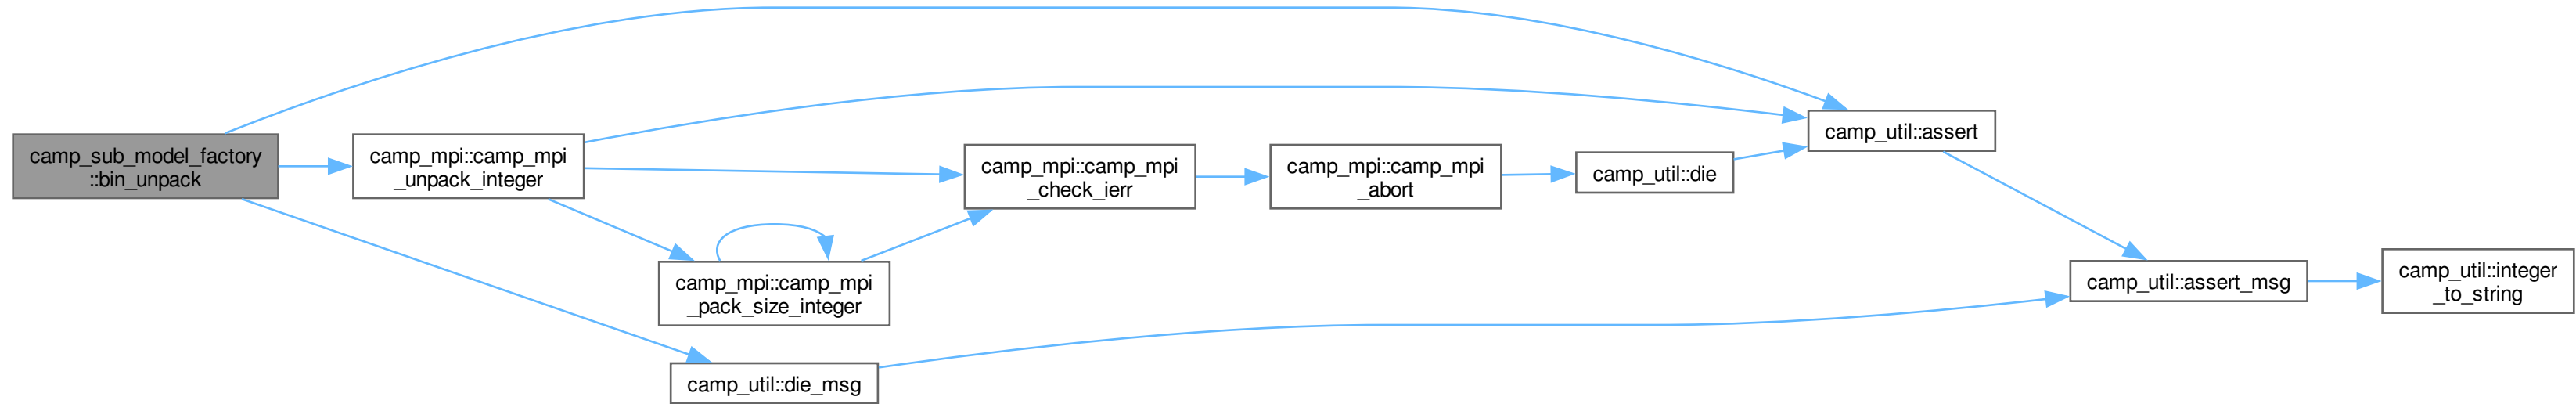 camp_sub_model_factory
::bin_unpack
camp_mpi::camp_mpi
_unpack_integer
camp_mpi::camp_mpi
_pack_size_integer
camp_util::die_msg
camp_mpi::camp_mpi
_check_ierr
camp_mpi::camp_mpi
_abort
camp_util::die
camp_util::assert
camp_util::assert_msg
camp_util::integer
_to_string